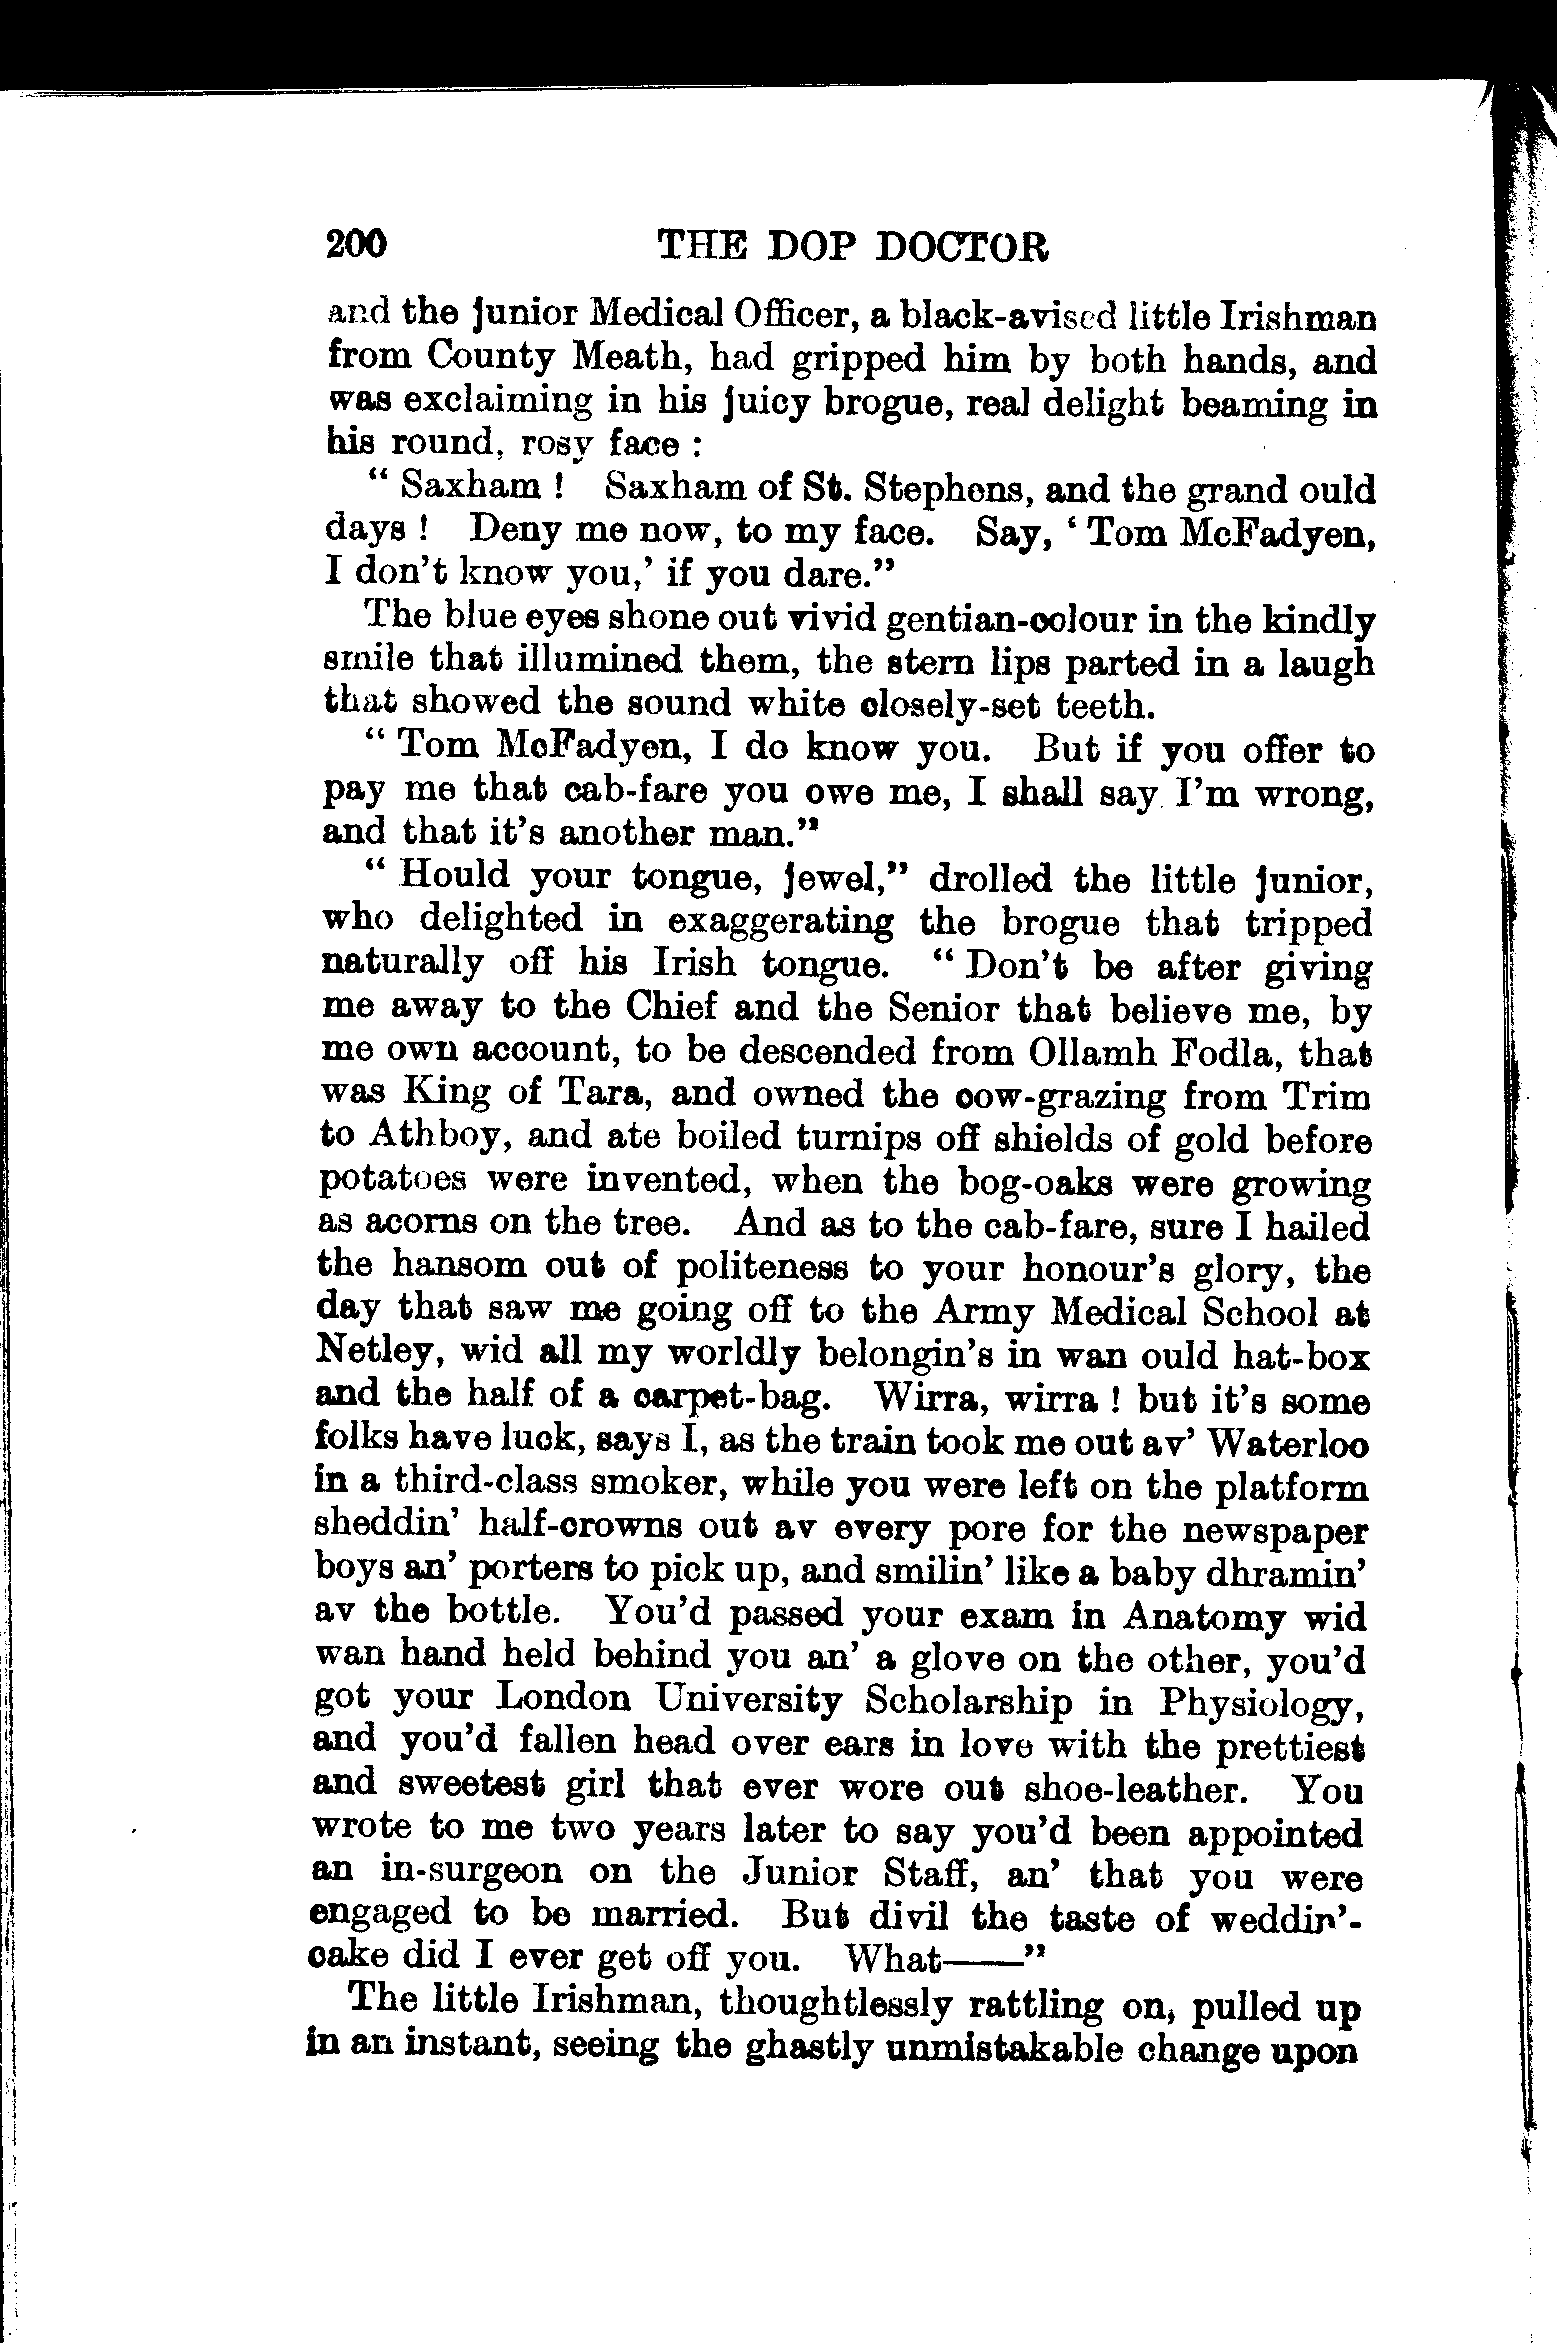 200 THE DOP DOCTOR
and the junior Medical Officer, a black-avised little Irishman
from County Meath, had gripped him by both hands, and
was exclaiming in his juicy brogue, real delight beaming in
his round, rosy face :
“ Saxham ! Saxham of St. Stephens, and the grand ould
days ! Deny me now, to my face. Say, ‘ Tom McFadyen,
I don’t know you,’ if you dare.”
The blue eyes shone out vivid gentian-colour in the kindly
smile that illumined them, the stern lips parted in a laugh
that showed the sound white closely-set teeth.
“ Tom McFadyen, I do know you. But if you offer to
pay me that cab-fare you owe me, I shall say I’m wrong,
and that it’s another man.”
“ Hould your tongue, jewel,” drolled the little junior,
who delighted in exaggerating the brogue that tripped
naturally off his Irish tongue. “ Don’t be after giving
me away to the Chief and the Senior that believe me, by
me own account, to be descended from Ollamh Fodla, that
was King of Tara, and owned the cow-grazing from Trim
to Athboy, and ate boiled turnips off shields of gold before
potatoes were invented, when the bog-oaks were growing
as acorns on the tree. And as to the cab-fare, sure I hailed
the hansom out of politeness to your honour’s glory, the
day that saw me going off to the Army Medical School at
Netley, wid all my worldly belongin’s in wan ould hat-box
and the half of a carpet-bag. Wirra, wirra ! but it’s some
folks have luck, says I, as the train took me out av’ Waterloo
in a third-class smoker, while you were left on the platform
sheddin’ half-crowns out av every pore for the newspaper
boys an’ porters to pick up, and smilin’ like a baby dhramin’
av the bottle. You’d passed your exam in Anatomy wid
wan hand held behind you an’ a glove on the other, you’d
got your London University Scholarship in Physiology,
and you’d fallen head over ears in love with the prettiest
and sweetest girl that ever wore out shoe-leather. You
wrote to me two years later to say you’d been appointed
an in-surgeon on the Junior Staff, an’ that you were
engaged to be married. But divil the taste of weddin’-
cake did I ever get off you. What——”
The little Irishman, thoughtlessly rattling on, pulled up
in an instant, seeing the ghastly unmistakable change upon